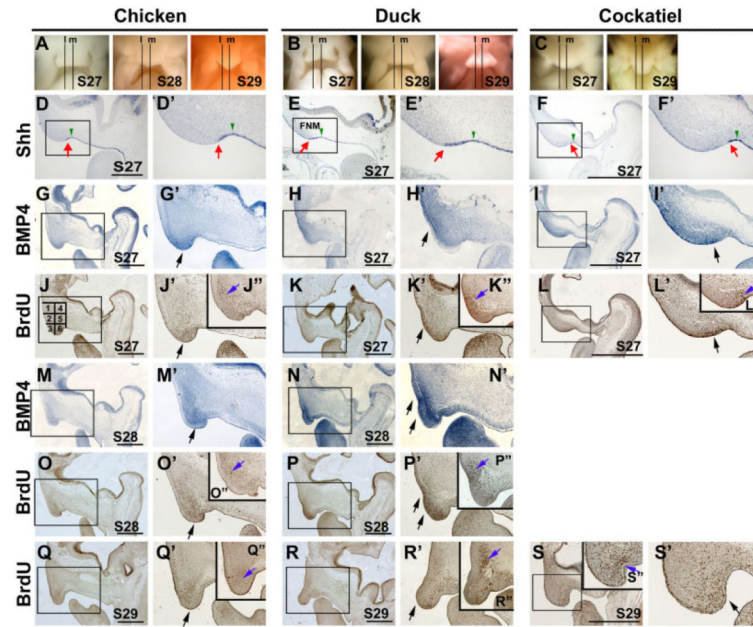 Chicken Duck Cockatiel
A l m S27 S28 S29 B l m S27 S28 S29 C l m S27 S29
Shh D S27 D' E FNM S27 E' F S27 F'
BMP4 G S27 G' H S27 H' I S27 I'
BrdU J 1 4 2 5 3 6 S27 J' J" K S27 K' K" L S27 L' L
BMP4 M S28 M' N S28 N'
BrdU O S28 O' O" P S28 P' P"
BrdU Q S29 Q' Q" R S29 R' R" S S29 S" S'